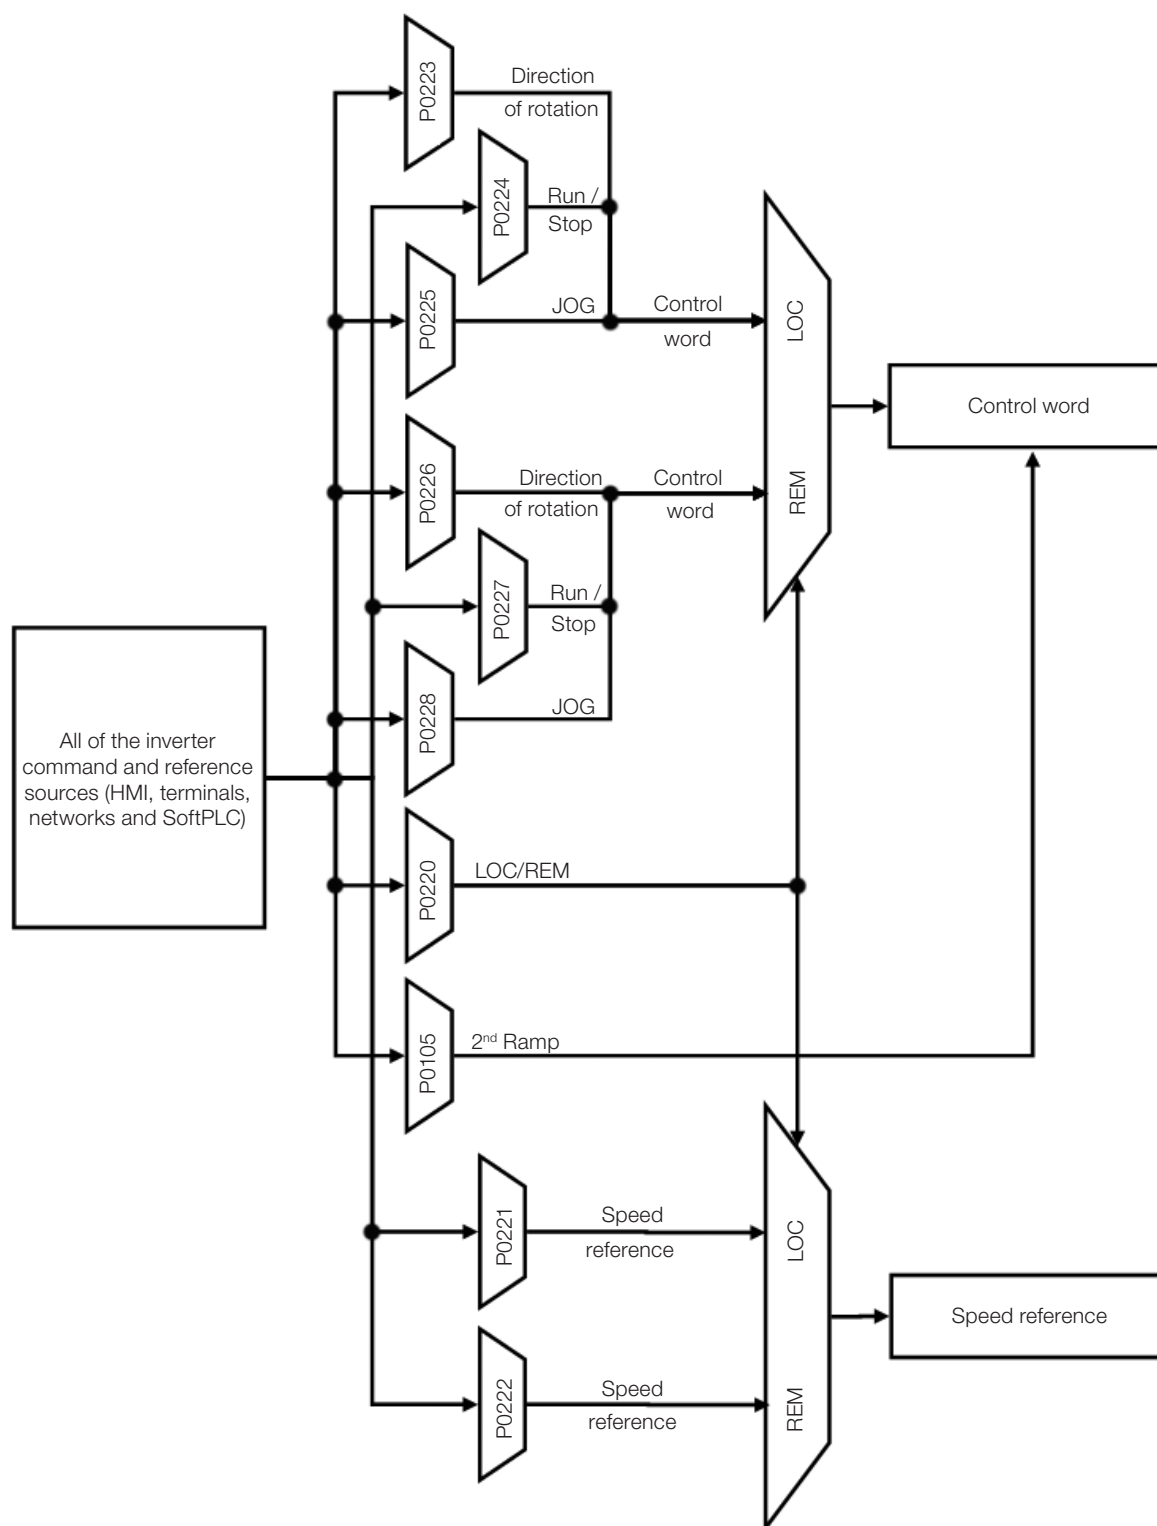 P0223
Direction
of rotation
P0224
Run /
Stop
P0225
JOG
Control
word
LOC
Control word
P0226
Direction
of rotation
Control
word
REM
P0227
Run /
Stop
P0228
JOG
All of the inverter
command and reference
sources (HMI, terminals,
networks and SoftPLC)
P0220
LOC/REM
P0105
2nd Ramp
P0221
Speed
reference
LOC
Speed reference
P0222
Speed
reference
REM